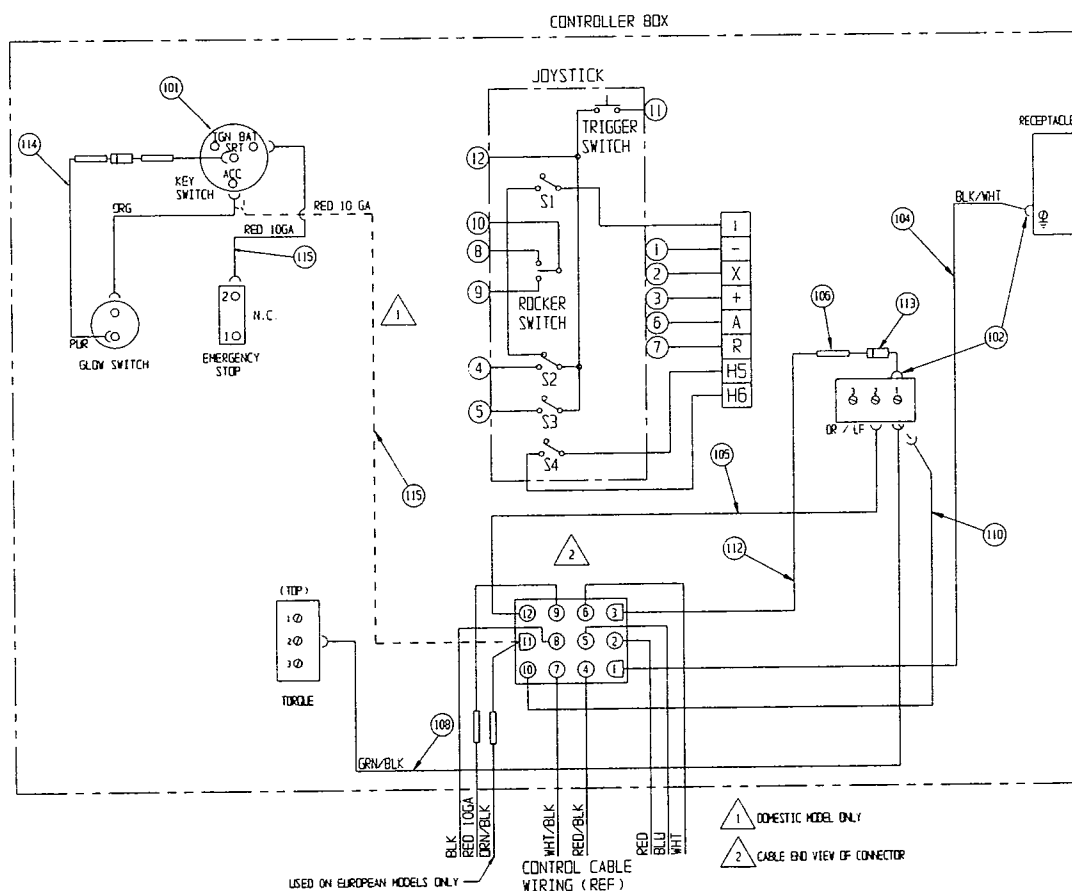 CONTROLLER BOX
JOYSTICK
101
114
IGN BAT
SRT
ACC
KEY
SWITCH
ORG
RED 10 GA
RED 10GA
115
2
N.C.
1
PUR
GLOW SWITCH
EMERGENCY
STOP
1
115
11
TRIGGER
SWITCH
12
S1
10
8
9
ROCKER
SWITCH
4
S2
5
S3
S4
I
1 -
2 X
3 +
6 A
7 R
H5
H6
RECEPTACLE
BLK/WHT
104
106
113
102
3 2 1
DR / LF
105
112
110
2
(TOP)
1
2
3
TORQUE
12 9 6 3
11 8 5 2
10 7 4 1
108
GRN/BLK
BLK
RED 10GA
ORN/BLK
WHT/BLK
RED/BLK
RED
BLU
WHT
CONTROL CABLE
WIRING (REF)
USED ON EUROPEAN MODELS ONLY
1 DOMESTIC MODEL ONLY
2 CABLE END VIEW OF CONNECTOR